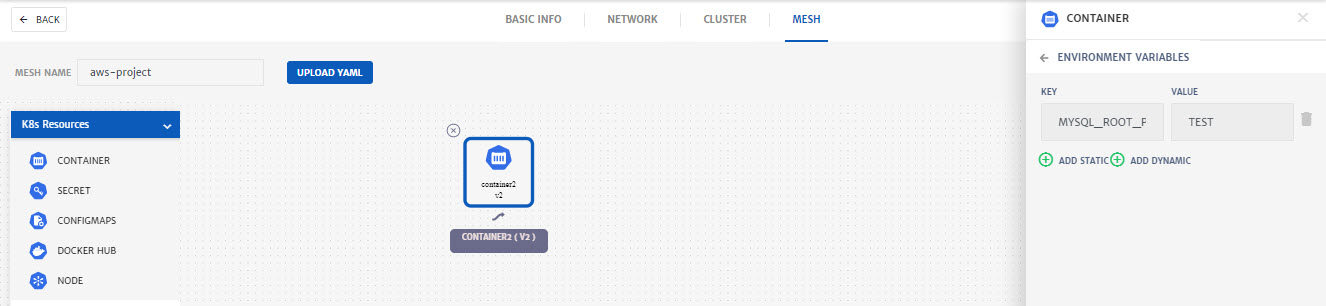 BACK
BASIC INFO
NETWORK
CLUSTER
MESH
CONTAINER
MESH NAME
aws-project
UPLOAD YAML
ENVIRONMENT VARIABLES
KEY
VALUE
MYSQL_ROOT_P
TEST
ADD STATIC
ADD DYNAMIC
K8s Resources
CONTAINER
SECRET
CONFIGMAPS
DOCKER HUB
NODE
container2
v2
CONTAINER2 ( V2 )